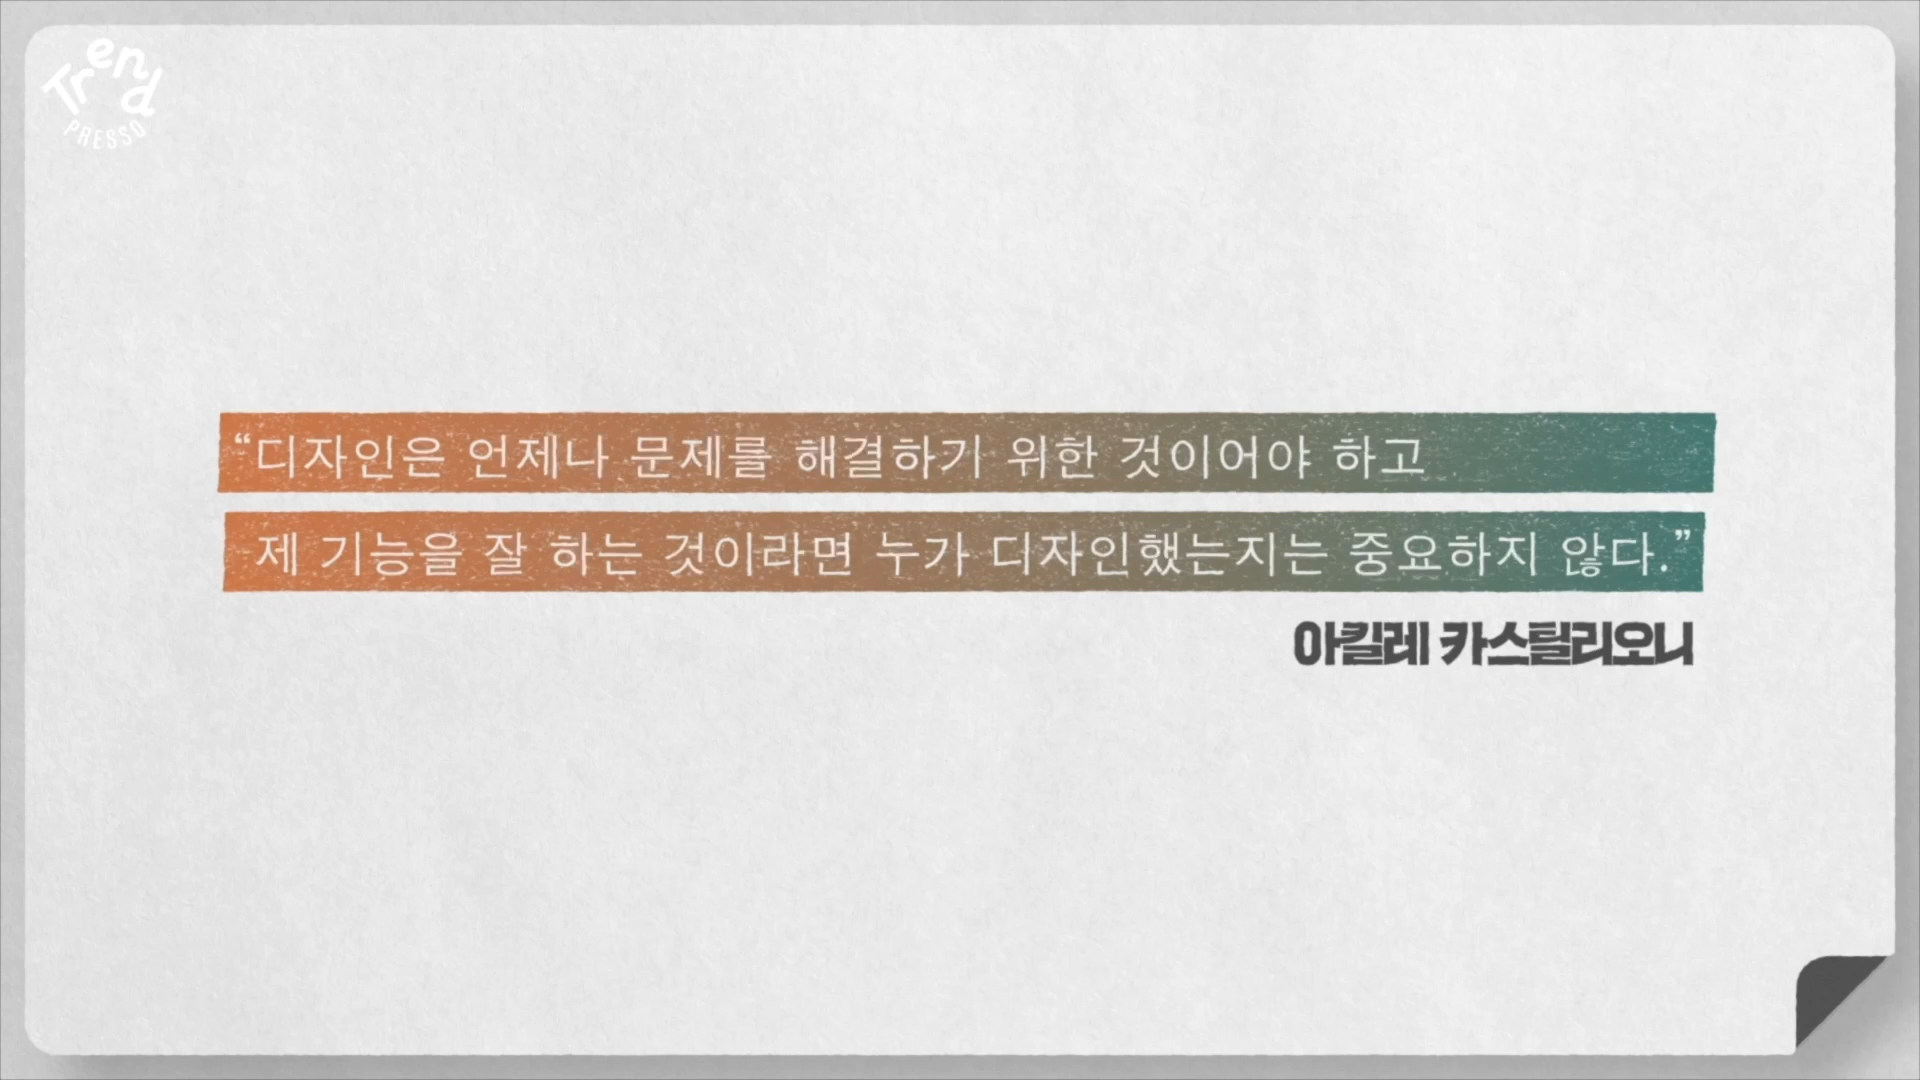 Trend
PRESSO
“디자인은 언제나 문제를 해결하기 위한 것이어야 하고
제 기능을 잘 하는 것이라면 누가 디자인했는지는 중요하지 않다.”
아킬레 카스틸리오니